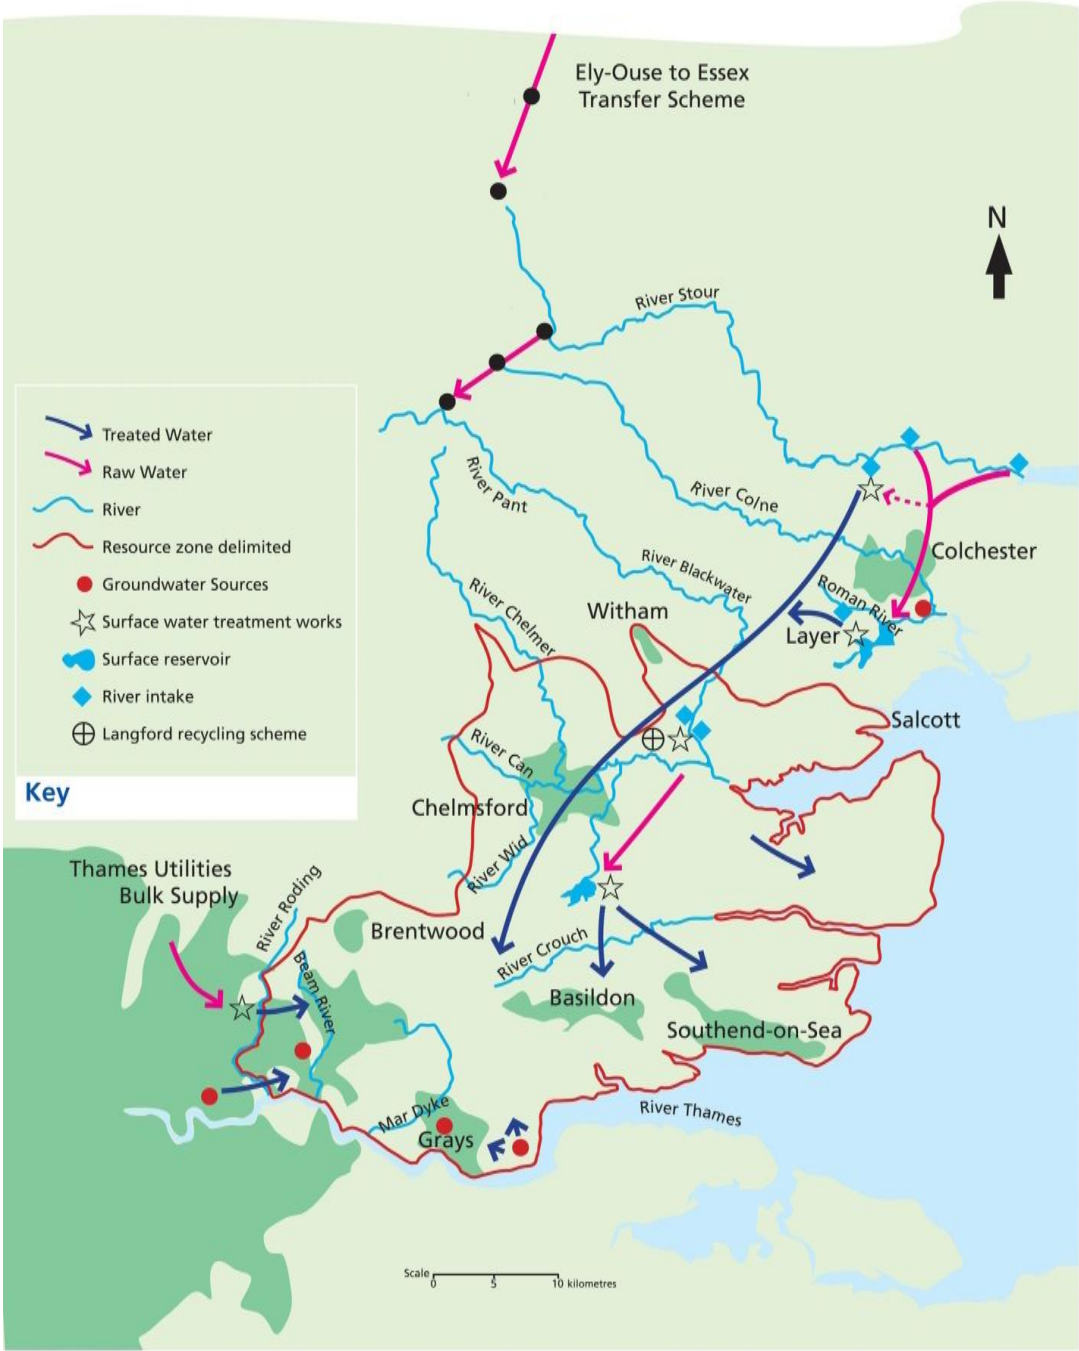 Ely-Ouse to Essex
Transfer Scheme
N
River Stour
Treated Water
Raw Water
River
Resource zone delimited
Groundwater Sources
Surface water treatment works
Surface reservoir
River intake
Langford recycling scheme
Key
River Pant
River Colne
Colchester
River Blackwater
Roman River
River Chelmer
Witham
Layer
Salcott
River Can
Chelmsford
River Wid
Thames Utilities
Bulk Supply
River Roding
Brentwood
River Crouch
Beam River
Basildon
Southend-on-Sea
Mar Dyke
Grays
River Thames
Scale
0 5 10 kilometres